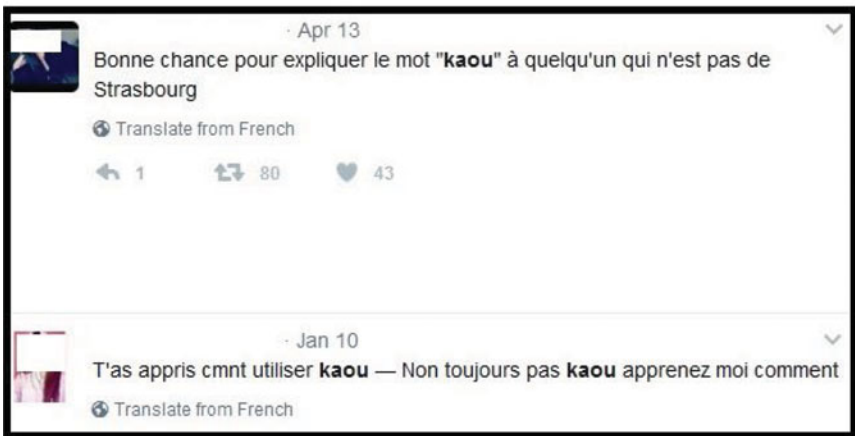 · Apr 13
Bonne chance pour expliquer le mot "kaou" à quelqu'un qui n'est pas de
Strasbourg
Translate from French
1 80 43
· Jan 10
T'as appris cmnt utiliser kaou — Non toujours pas kaou apprenez moi comment
Translate from French